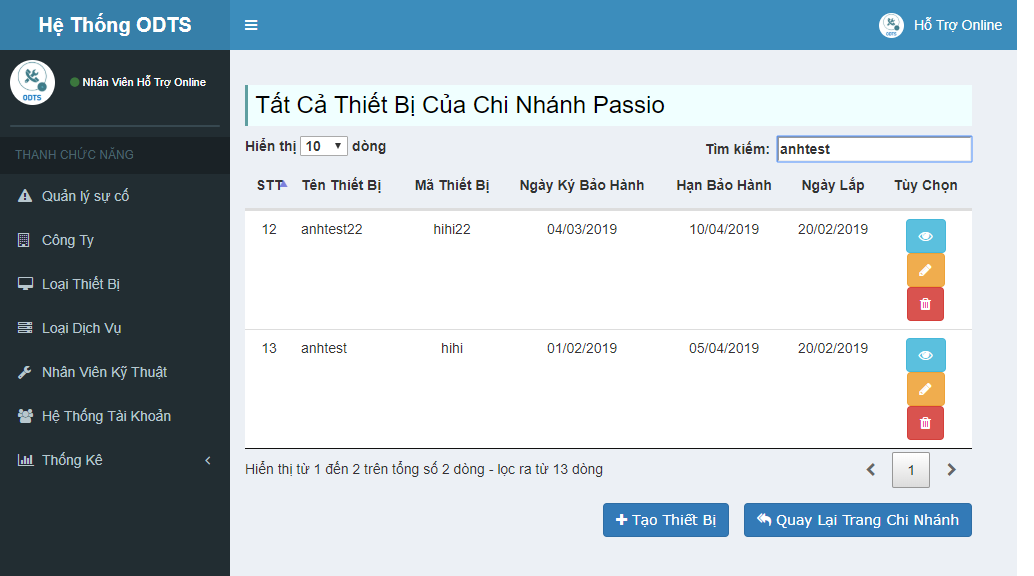 Hệ Thống ODTS
Hỗ Trợ Online
ODTS
ODTS
Nhân Viên Hỗ Trợ Online
THANH CHỨC NĂNG
Quản lý sự cố
Công Ty
Loại Thiết Bị
Loại Dịch Vụ
Nhân Viên Kỹ Thuật
Hệ Thống Tài Khoản
Thống Kê
Tất Cả Thiết Bị Của Chi Nhánh Passio
Hiển thị 10 dòng
Tìm kiếm: anhtest
STT Tên Thiết Bị Mã Thiết Bị Ngày Ký Bảo Hành Hạn Bảo Hành Ngày Lắp Tùy Chọn
12 anhtest22 hihi22 04/03/2019 10/04/2019 20/02/2019
13 anhtest hihi 01/02/2019 05/04/2019 20/02/2019
Hiển thị từ 1 đến 2 trên tổng số 2 dòng - lọc ra từ 13 dòng
1
Tạo Thiết Bị
Quay Lại Trang Chi Nhánh